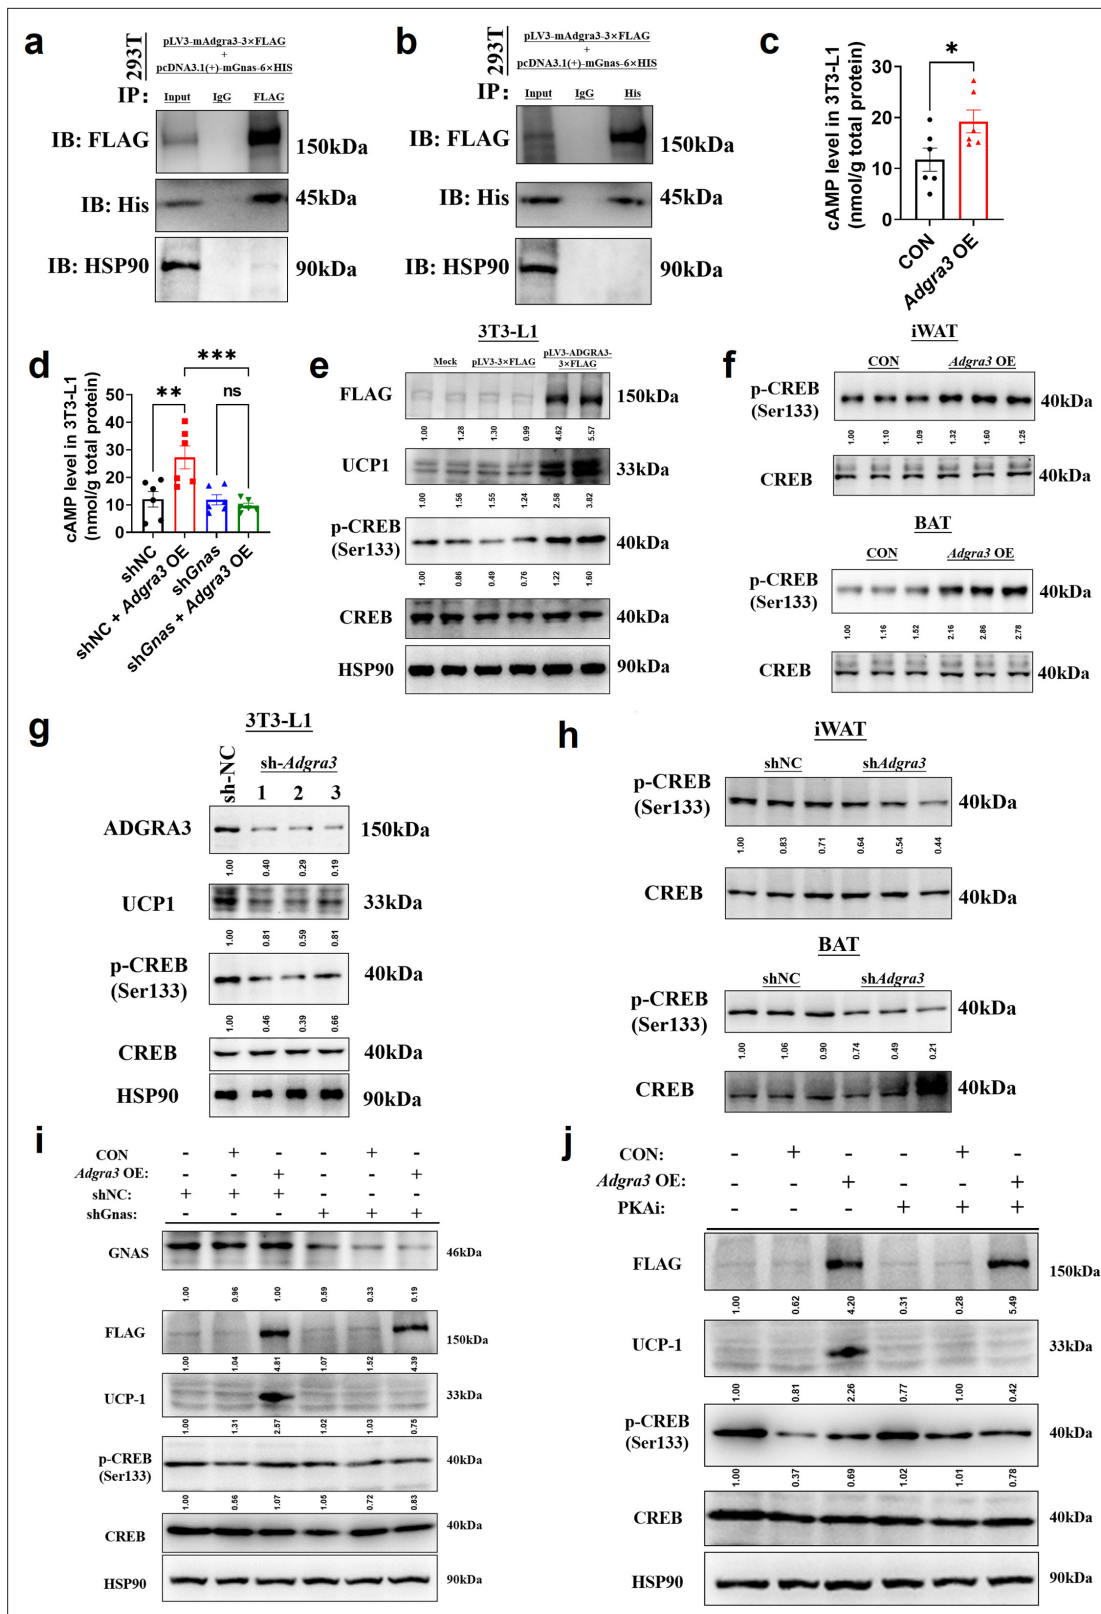 a
293T
pLV3-mAdgra3-3×FLAG
+
pcDNA3.1(+)-mGnas-6×HIS
IP: Input IgG FLAG
IB: FLAG 150kDa
IB: His 45kDa
IB: HSP90 90kDa
b
293T
pLV3-mAdgra3-3×FLAG
+
pcDNA3.1(+)-mGnas-6×HIS
IP: Input IgG His
IB: FLAG 150kDa
IB: His 45kDa
IB: HSP90 90kDa
c
cAMP level in 3T3-L1
(nmol/g total protein)
30
20
10
0
*
CON
Adgra3 OE
d
cAMP level in 3T3-L1
(nmol/g total protein)
50
40
30
20
10
0
***
** ns
shNC
shNC + Adgra3 OE
shGnas
shGnas + Adgra3 OE
e
3T3-L1
Mock pLV3-3×FLAG pLV3-ADGRA3-
3×FLAG
FLAG 150kDa
1.00 1.28 1.30 0.99 4.62 5.57
UCP1 33kDa
1.00 1.56 1.55 1.24 2.58 3.82
p-CREB
(Ser133) 40kDa
1.00 0.86 0.49 0.76 1.22 1.60
CREB 40kDa
HSP90 90kDa
f
iWAT
CON Adgra3 OE
p-CREB
(Ser133) 40kDa
1.00 1.10 1.09 1.32 1.60 1.25
CREB 40kDa
BAT
CON Adgra3 OE
p-CREB
(Ser133) 40kDa
1.00 1.16 1.52 2.16 2.86 2.78
CREB 40kDa
g
3T3-L1
sh-NC sh-Adgra3
1 2 3
ADGRA3 150kDa
1.00 0.40 0.29 0.19
UCP1 33kDa
1.00 0.81 0.59 0.81
p-CREB
(Ser133) 40kDa
1.00 0.46 0.39 0.66
CREB 40kDa
HSP90 90kDa
h
iWAT
shNC shAdgra3
p-CREB
(Ser133) 40kDa
1.00 0.83 0.71 0.64 0.54 0.44
CREB 40kDa
BAT
shNC shAdgra3
p-CREB
(Ser133) 40kDa
1.00 1.06 0.90 0.74 0.49 0.21
CREB 40kDa
i
CON - + - - + -
Adgra3 OE: - - + - - +
shNC: + + + - - -
shGnas: - - - + + +
GNAS 46kDa
1.00 0.96 1.00 0.59 0.33 0.19
FLAG 150kDa
1.00 1.04 4.81 1.07 1.52 4.39
UCP-1 33kDa
1.00 1.31 2.57 1.02 1.03 0.75
p-CREB
(Ser133) 40kDa
1.00 0.56 1.07 1.05 0.72 0.83
CREB 40kDa
HSP90 90kDa
j
CON: - + - - + -
Adgra3 OE: - - + - - +
PKAi: - - - + + +
FLAG 150kDa
1.00 0.62 4.20 0.31 0.28 5.49
UCP-1 33kDa
1.00 0.81 2.26 0.77 1.00 0.42
p-CREB
(Ser133) 40kDa
1.00 0.37 0.69 1.02 1.01 0.78
CREB 40kDa
HSP90 90kDa